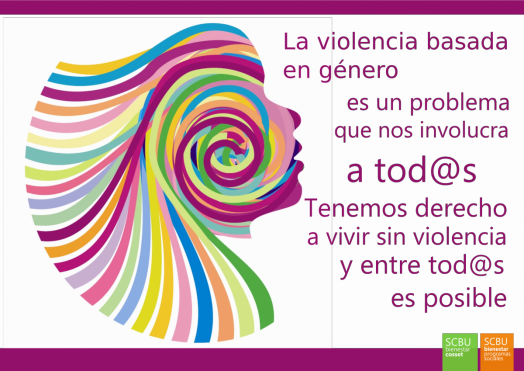 La violencia basada
en género
es un problema
que nos involucra
a tod@s
Tenemos derecho
a vivir sin violencia
y entre tod@s
es posible
SCBU
bienestar
cosset
SCBU
bienestar
programas
sociales